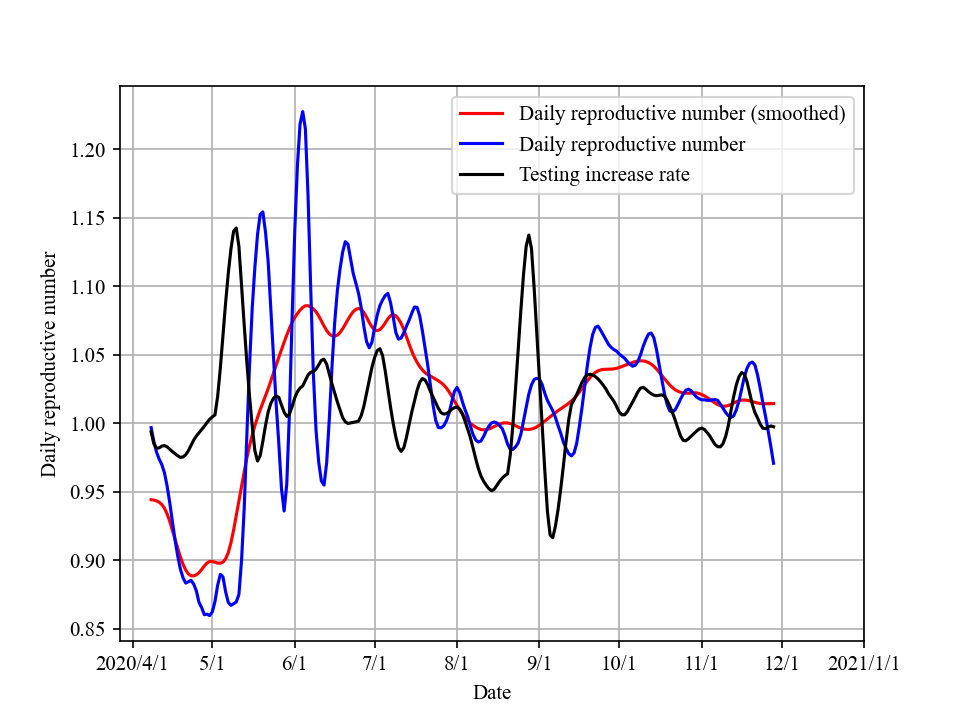 Daily reproductive number (smoothed)
Daily reproductive number
Testing increase rate
1.20
1.15
1.10
1.05
1.00
0.95
0.90
0.85
Daily reproductive number
2020/4/1 5/1 6/1 7/1 8/1 9/1 10/1 11/1 12/1 2021/1/1
Date